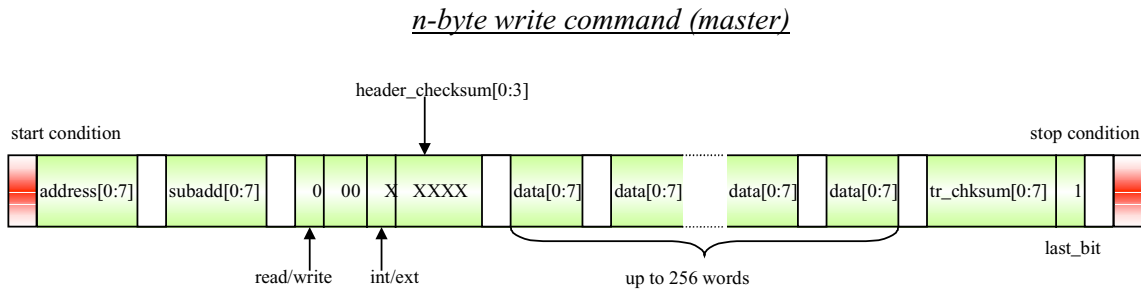 n-byte write command (master)
header_checksum[0:3]
start condition
stop condition
address[0:7] subadd[0:7] 0 00 X XXXX data[0:7] data[0:7] data[0:7] data[0:7] tr_chksum[0:7] 1
last_bit
read/write int/ext up to 256 words